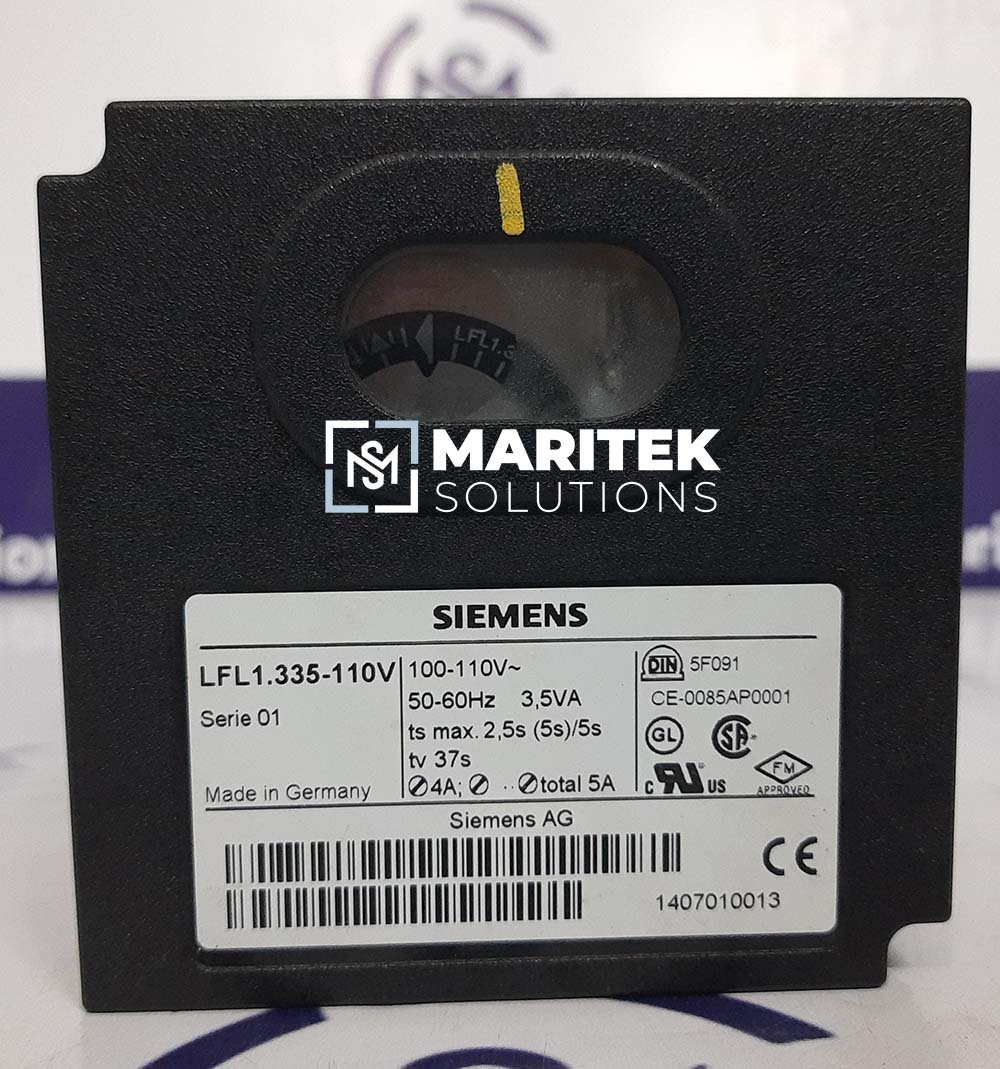 LFL1.3
MARITEK
SOLUTIONS
SIEMENS
LFL1.335-110V
Serie 01
Made in Germany
100-110V~
50-60Hz 3,5VA
ts max. 2,5s (5s)/5s
tv 37s
4A; ·· total 5A
DIN 5F091
CE-0085AP0001
GL SA
c RU US
FM
APPROVED
Siemens AG
CE
1407010013